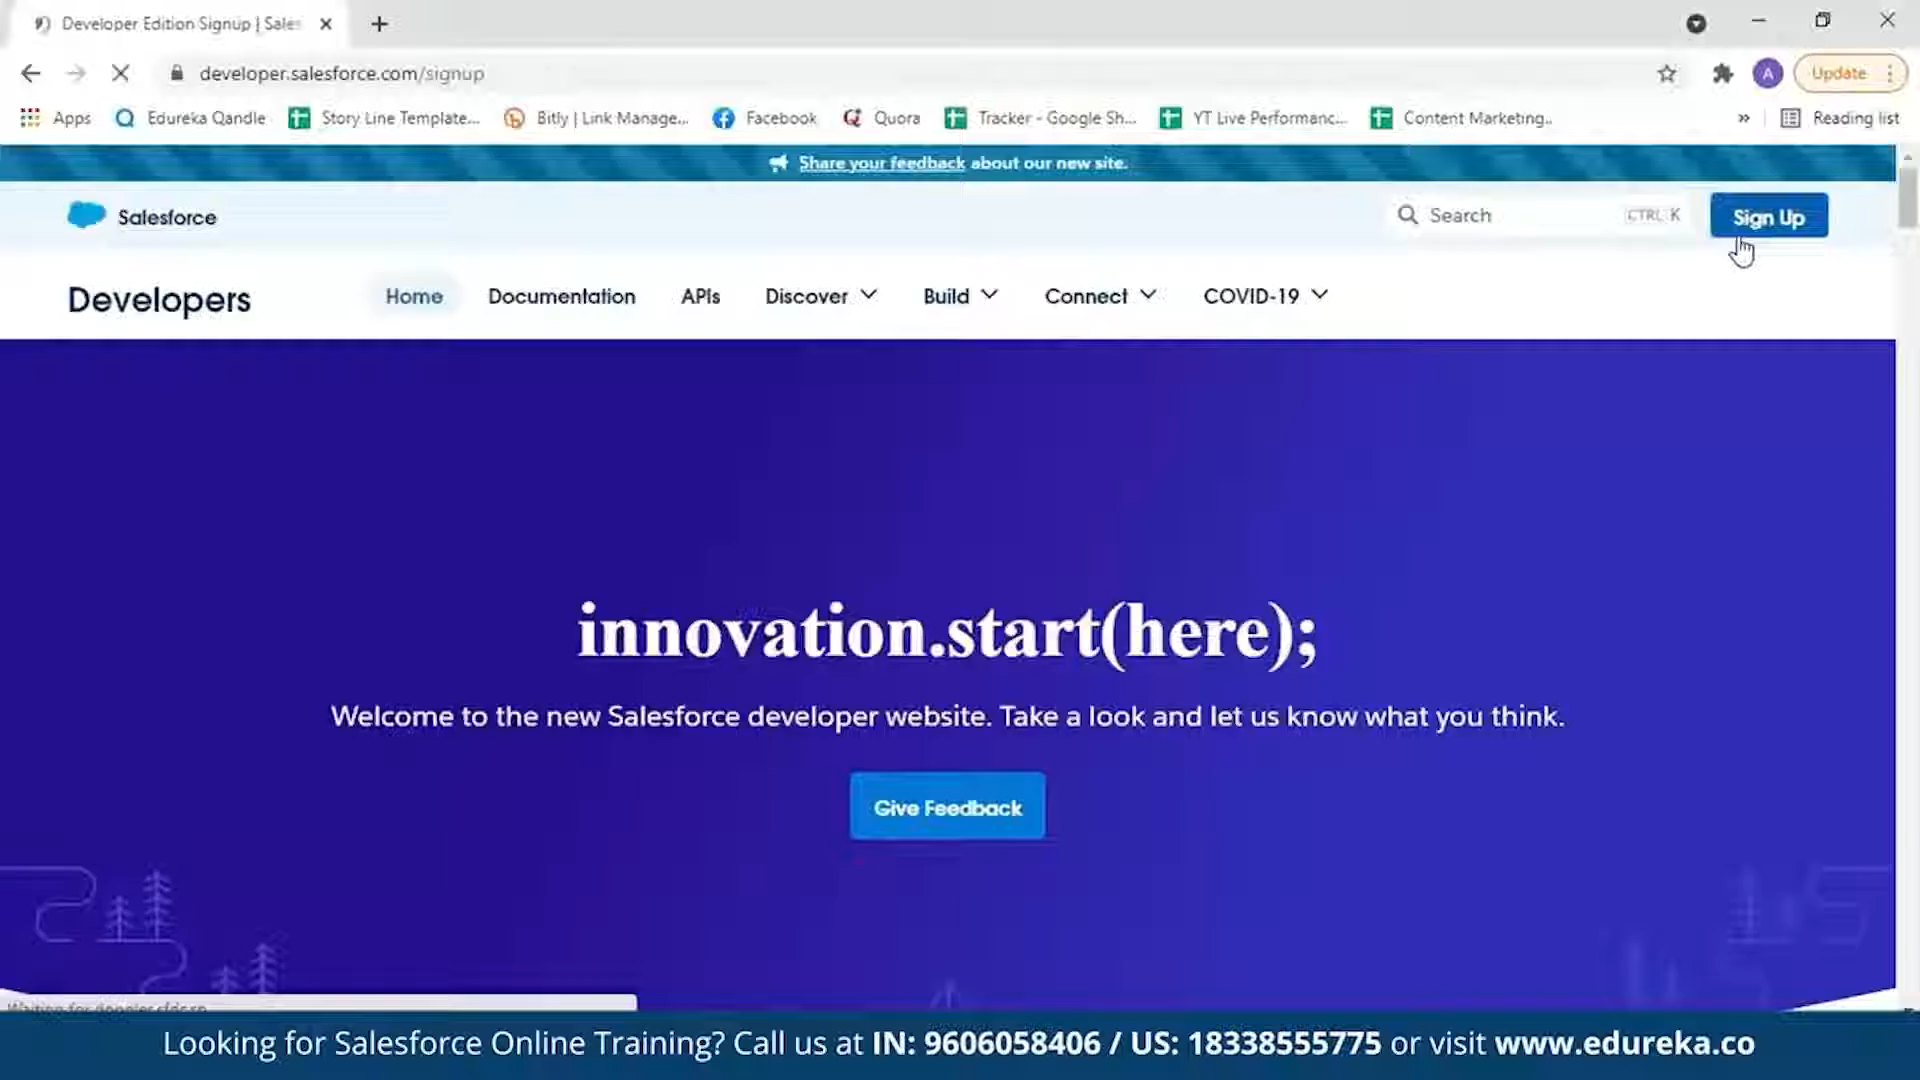 Developer Edition Signup | Sales
developer.salesforce.com/signup
A
Update
Apps
Edureka Qandle
Story Line Template...
Bitly | Link Manage...
Facebook
Quora
Tracker - Google Sh...
YT Live Performanc...
Content Marketing...
»
Reading list
Share your feedback about our new site.
Salesforce
Search
CTRL K
Sign Up
Developers
Home
Documentation
APIs
Discover
Build
Connect
COVID-19
innovation.start(here);
Welcome to the new Salesforce developer website. Take a look and let us know what you think.
Give Feedback
Waiting for
Looking for Salesforce Online Training? Call us at IN: 9606058406 / US: 18338555775 or visit www.edureka.co